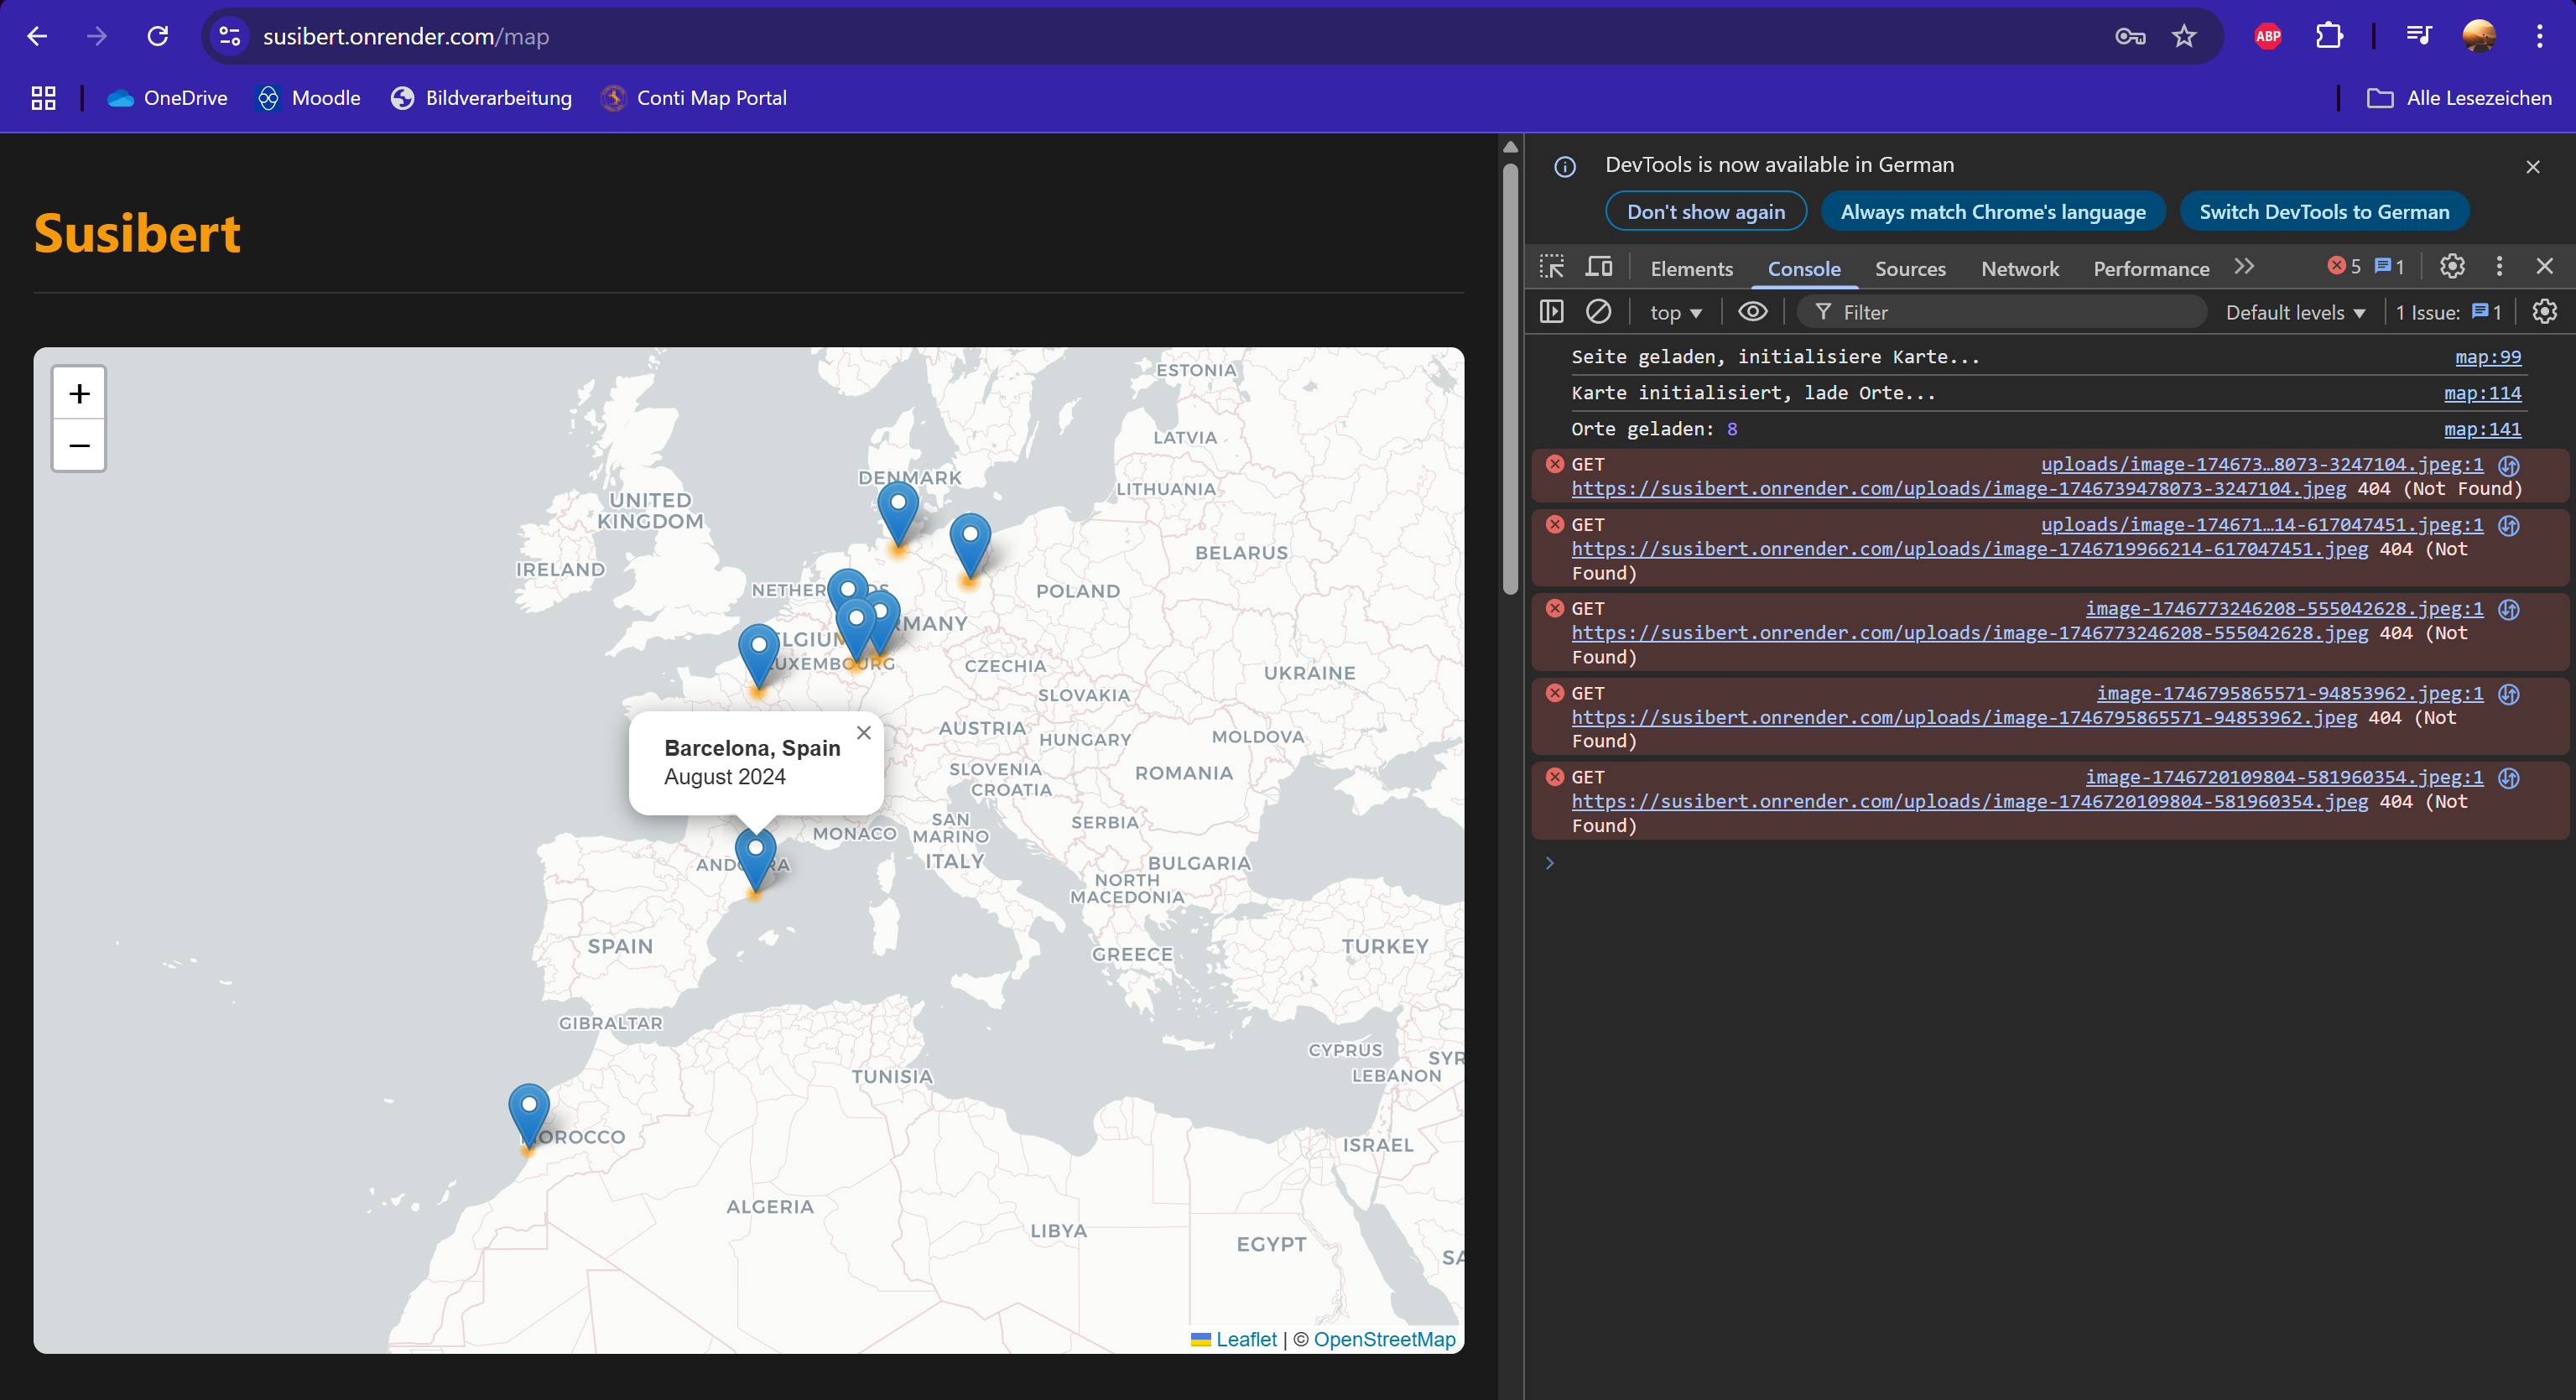 susibert.onrender.com/map
ABP
OneDrive
Moodle
Bildverarbeitung
Conti Map Portal
Alle Lesezeichen
Susibert
+
−
ESTONIA
LATVIA
DENMARK
LITHUANIA
UNITED
KINGDOM
BELARUS
IRELAND
NETHER DS
POLAND
LGIUM
RMANY
UXEMBOURG
CZECHIA
UKRAINE
SLOVAKIA
AUSTRIA
HUNGARY
MOLDOVA
Barcelona, Spain
August 2024
SLOVENIA
ROMANIA
CROATIA
SAN
MARINO
SERBIA
MONACO
ITALY
ANDO RA
BULGARIA
NORTH
MACEDONIA
SPAIN
GREECE
TURKEY
GIBRALTAR
CYPRUS
SYR
LEBANON
TUNISIA
OROCCO
ISRAEL
ALGERIA
LIBYA
EGYPT
SA
Leaflet | © OpenStreetMap
DevTools is now available in German
Don't show again
Always match Chrome's language
Switch DevTools to German
Elements
Console
Sources
Network
Performance
5
1
top
Filter
Default levels
1 Issue: 1
Seite geladen, initialisiere Karte... map:99
Karte initialisiert, lade Orte... map:114
Orte geladen: 8 map:141
GET uploads/image-174673…8073-3247104.jpeg:1
https://susibert.onrender.com/uploads/image-1746739478073-3247104.jpeg 404 (Not Found)
GET uploads/image-174671…14-617047451.jpeg:1
https://susibert.onrender.com/uploads/image-1746719966214-617047451.jpeg 404 (Not
Found)
GET image-1746773246208-555042628.jpeg:1
https://susibert.onrender.com/uploads/image-1746773246208-555042628.jpeg 404 (Not
Found)
GET image-1746795865571-94853962.jpeg:1
https://susibert.onrender.com/uploads/image-1746795865571-94853962.jpeg 404 (Not
Found)
GET image-1746720109804-581960354.jpeg:1
https://susibert.onrender.com/uploads/image-1746720109804-581960354.jpeg 404 (Not
Found)